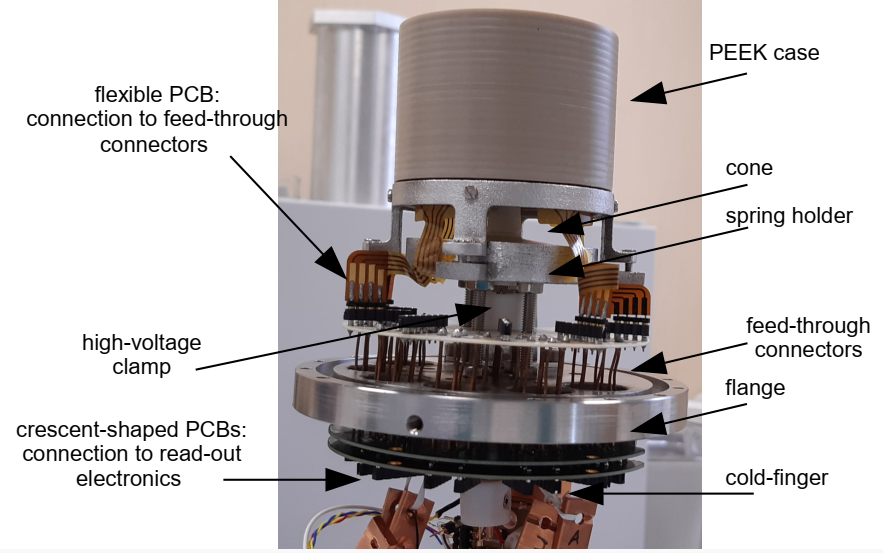 PEEK case
flexible PCB:
connection to feed-through
connectors
cone
spring holder
high-voltage
clamp
feed-through
connectors
flange
crescent-shaped PCBs:
connection to read-out
electronics
cold-finger
A